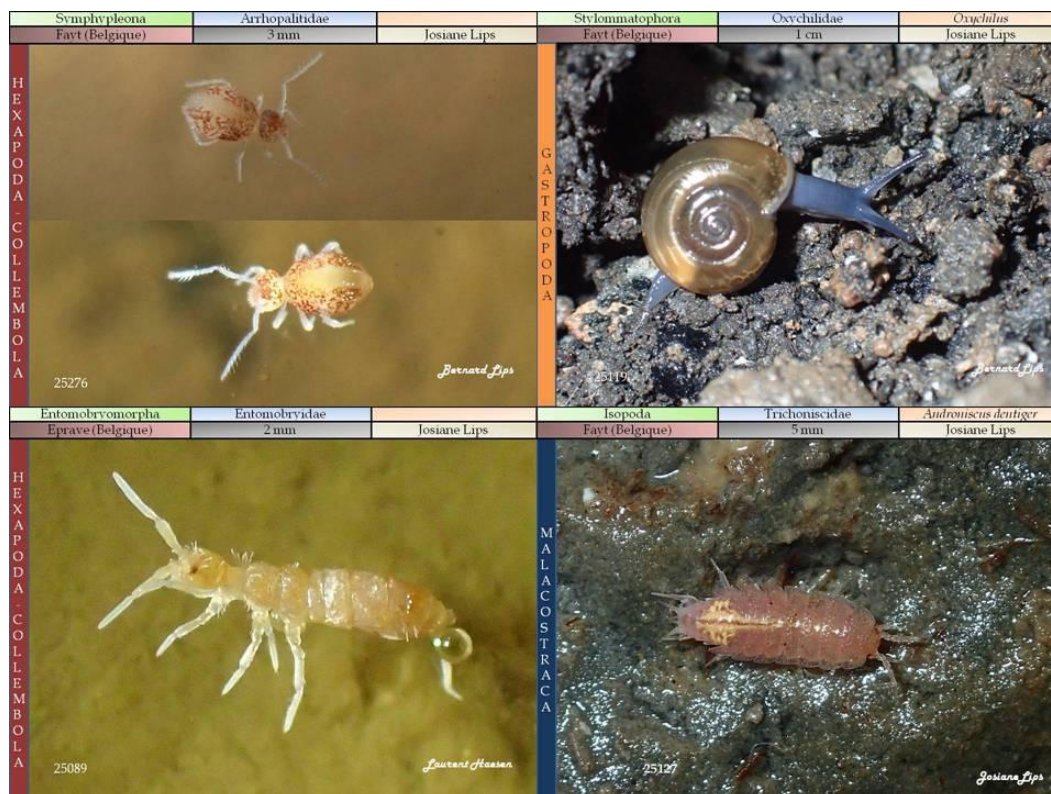 Symphypleona Arrhopalitidae
Fayt (Belgique) 3 mm Josiane Lips
HEXAPODA - COLLEMBOLA
25276
Bernard Lips
Stylommatophora Oxychilidae Oxychilus
Fayt (Belgique) 1 cm Josiane Lips
GASTROPODA
25119
Bernard Lips
Entomobryomorpha Entomobryidae
Eprave (Belgique) 2 mm Josiane Lips
HEXAPODA - COLLEMBOLA
25089
Laurent Haesen
Isopoda Trichoniscidae Androniscus dentiger
Fayt (Belgique) 5 mm Josiane Lips
MALACOSTRACA
25127
Josiane Lips